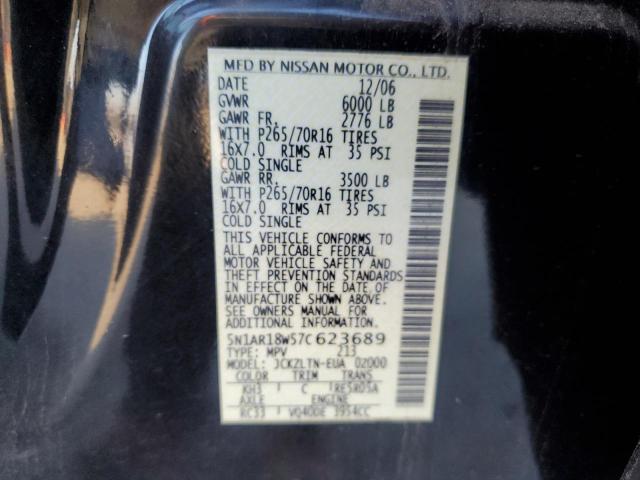 MFD BY NISSAN MOTOR CO., LTD.
DATE 12/06
GVWR 6000 LB
GAWR FR. 2776 LB
WITH P265/70R16 TIRES
16X7.0 RIMS AT 35 PSI
COLD SINGLE
GAWR RR. 3500 LB
WITH P265/70R16 TIRES
16X7.0 RIMS AT 35 PSI
COLD SINGLE
THIS VEHICLE CONFORMS TO
ALL APPLICABLE FEDERAL
MOTOR VEHICLE SAFETY AND
THEFT PREVENTION STANDARDS
IN EFFECT ON THE DATE OF
MANUFACTURE SHOWN ABOVE.
SEE OWNERS MANUAL FOR
ADDITIONAL INFORMATION.
5N1AR18W57C623689
TYPE: MPV 213
MODEL: JCKZLTN-EUA 02000
COLOR TRIM TRANS
KH3 C RE5R05A
AXLE ENGINE
RC33 VQ40DE 3954CC